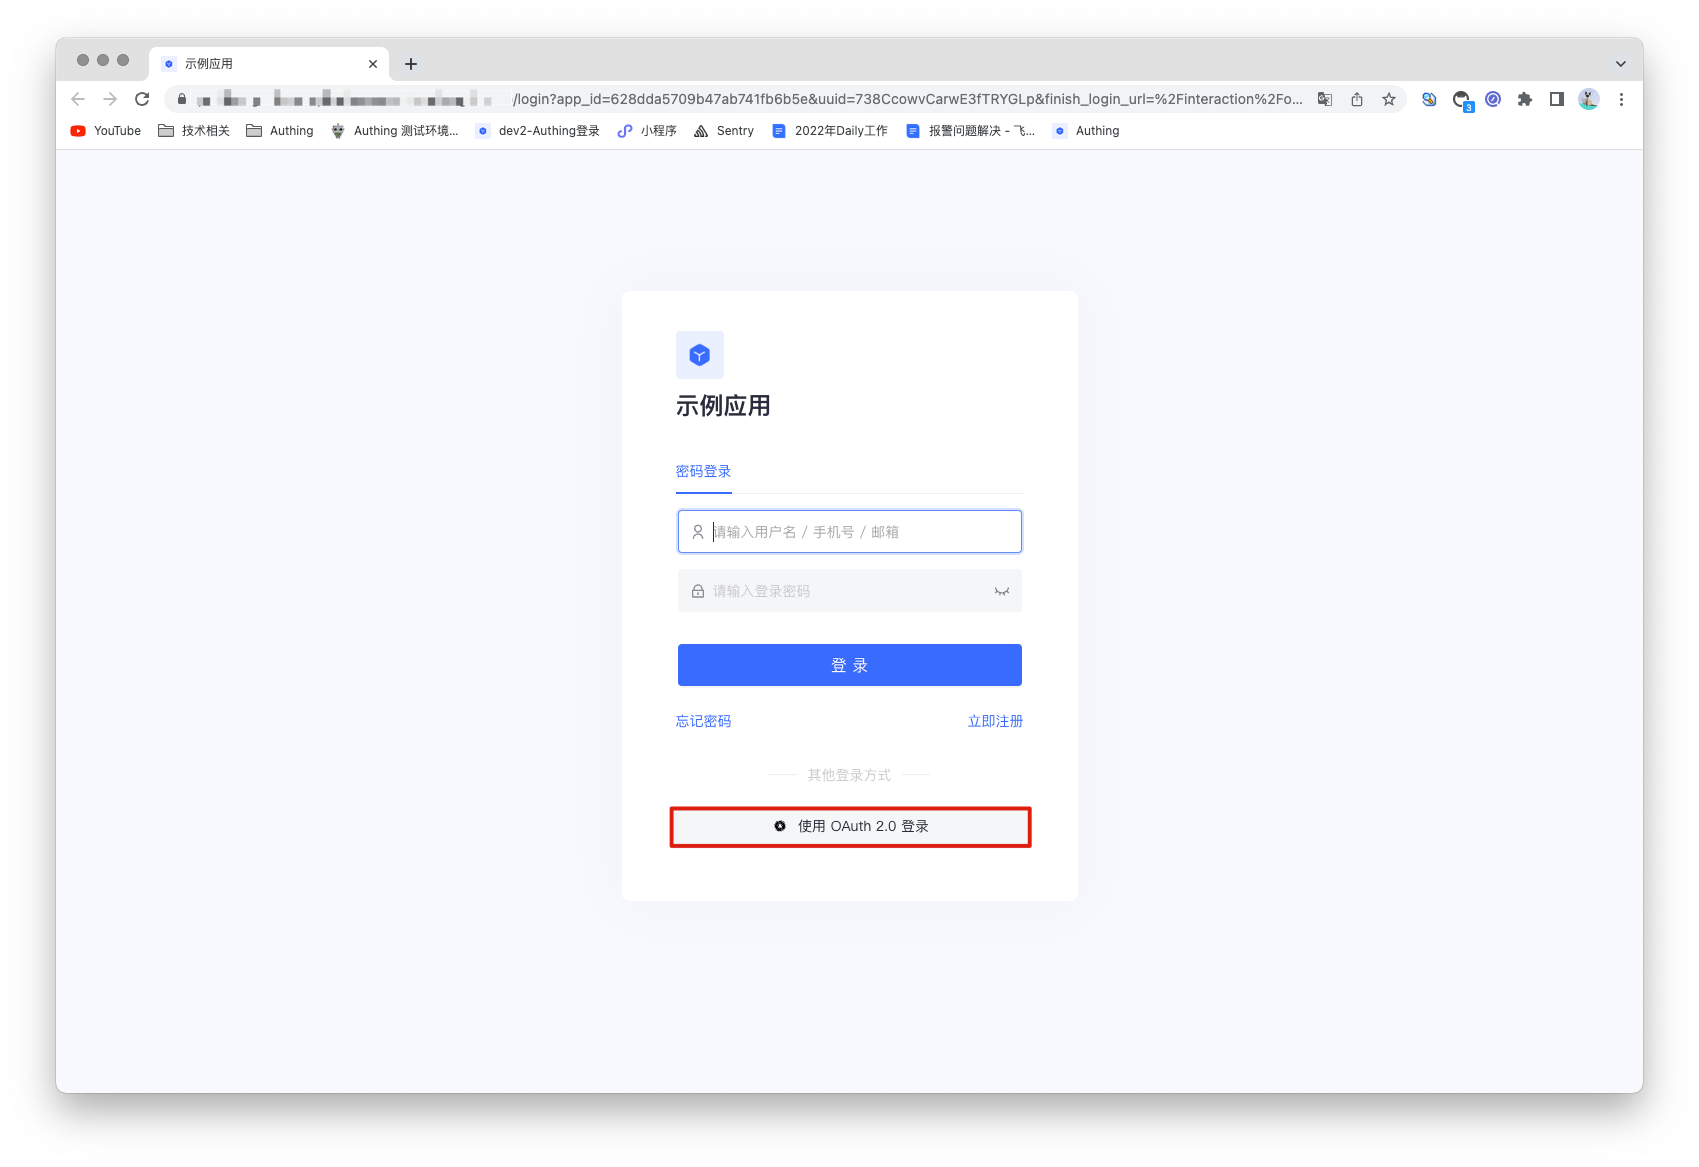 示例应用
/login?app_id=628dda5709b47ab741fb6b5e&uuid=738CcowvCarwE3fTRYGLp&finish_login_url=%2Finteraction%2Fo...
3
YouTube 技术相关 Authing Authing 测试环境... dev2-Authing登录 小程序 Sentry 2022年Daily工作 报警问题解决 - 飞... Authing
示例应用
密码登录
请输入用户名 / 手机号 / 邮箱
请输入登录密码
登 录
忘记密码 立即注册
其他登录方式
使用 OAuth 2.0 登录